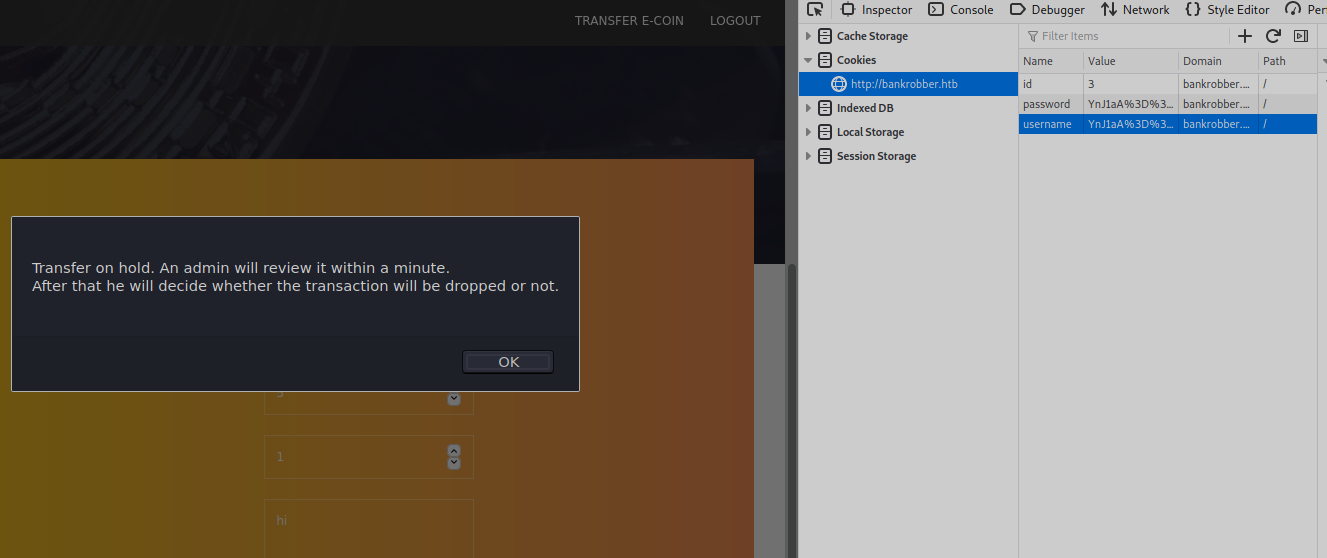 TRANSFER E-COIN LOGOUT
Transfer on hold. An admin will review it within a minute.
After that he will decide whether the transaction will be dropped or not.
OK
1
hi
Inspector Console Debugger Network Style Editor
Cache Storage
Cookies
http://bankrobber.htb
Indexed DB
Local Storage
Session Storage
Filter Items
Name Value Domain Path
id 3 bankrobber.... /
password YnJ1aA%3D%3... bankrobber.... /
username YnJ1aA%3D%3... bankrobber.... /